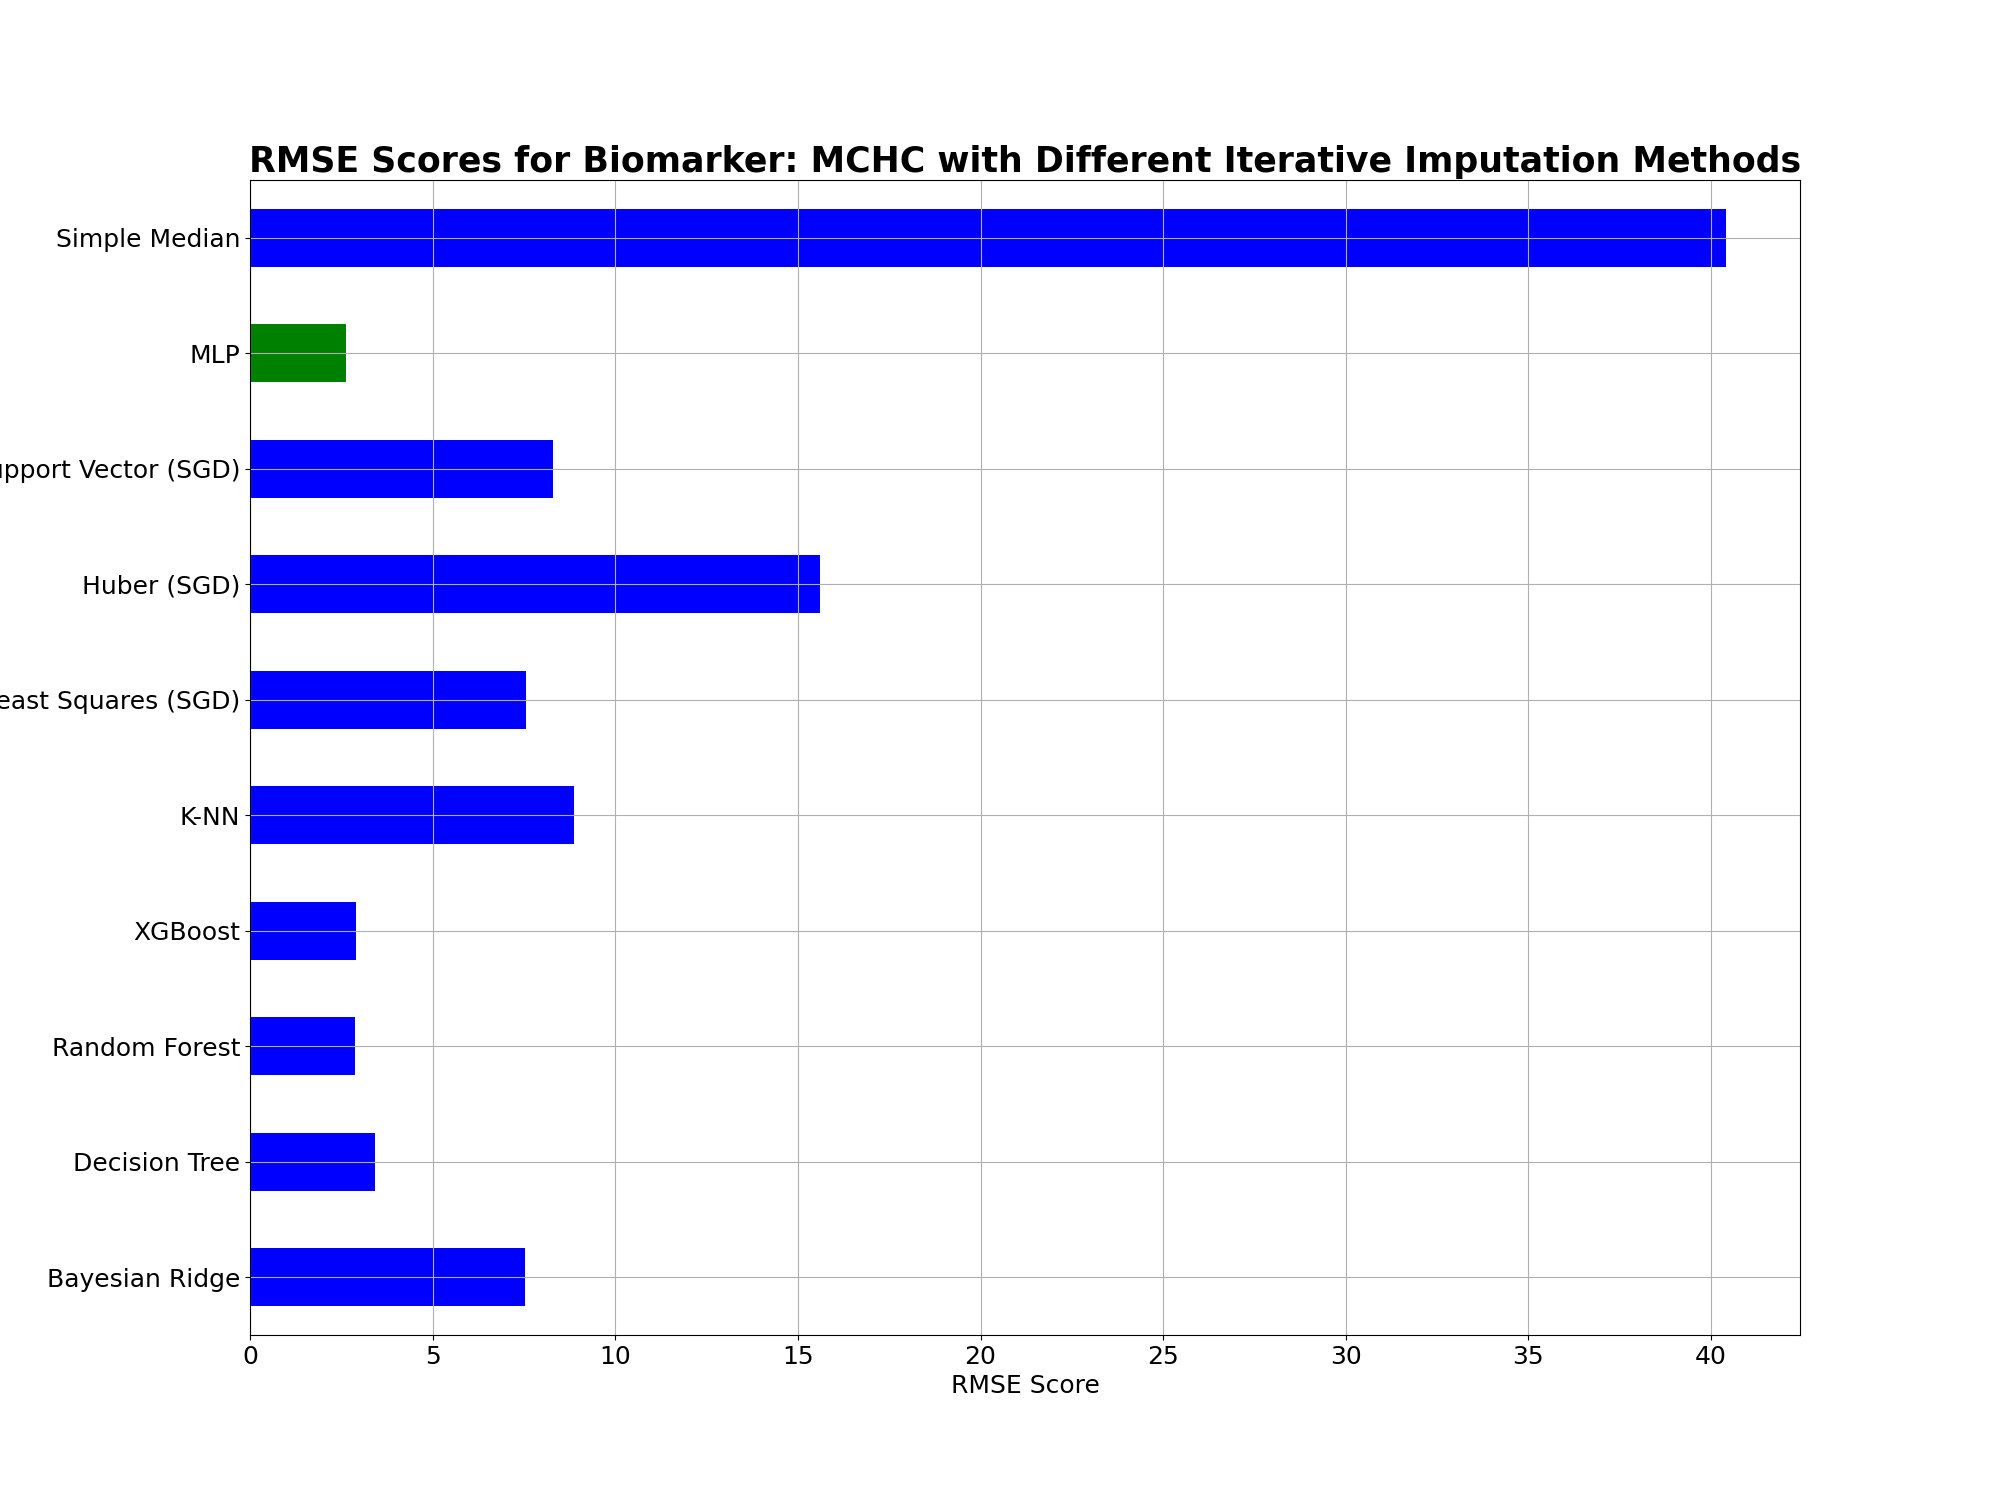 RMSE Scores for Biomarker: MCHC with Different Iterative Imputation Methods
Simple Median
MLP
Vector (SGD)
Huber (SGD)
Squares (SGD)
K-NN
XGBoost
Random Forest
Decision Tree
Bayesian Ridge
0 5 10 15 20 25 30 35 40
RMSE Score